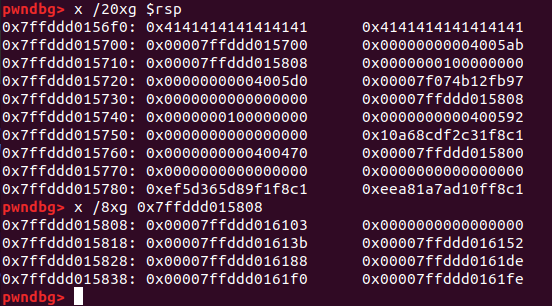 pwndbg> x /20xg $rsp
0x7ffddd0156f0: 0x4141414141414141 0x4141414141414141
0x7ffddd015700: 0x00007ffddd015700 0x00000000004005ab
0x7ffddd015710: 0x00007ffddd015808 0x0000000100000000
0x7ffddd015720: 0x00000000004005d0 0x00007f074b12fb97
0x7ffddd015730: 0x0000000000000000 0x00007ffddd015808
0x7ffddd015740: 0x0000000100000000 0x0000000000400592
0x7ffddd015750: 0x0000000000000000 0x10a68cdf2c31f8c1
0x7ffddd015760: 0x0000000000400470 0x00007ffddd015800
0x7ffddd015770: 0x0000000000000000 0x0000000000000000
0x7ffddd015780: 0xef5d365d89f1f8c1 0xeea81a7ad10ff8c1
pwndbg> x /8xg 0x7ffddd015808
0x7ffddd015808: 0x00007ffddd016103 0x0000000000000000
0x7ffddd015818: 0x00007ffddd01613b 0x00007ffddd016152
0x7ffddd015828: 0x00007ffddd016188 0x00007ffddd0161de
0x7ffddd015838: 0x00007ffddd0161f0 0x00007ffddd0161fe
pwndbg>